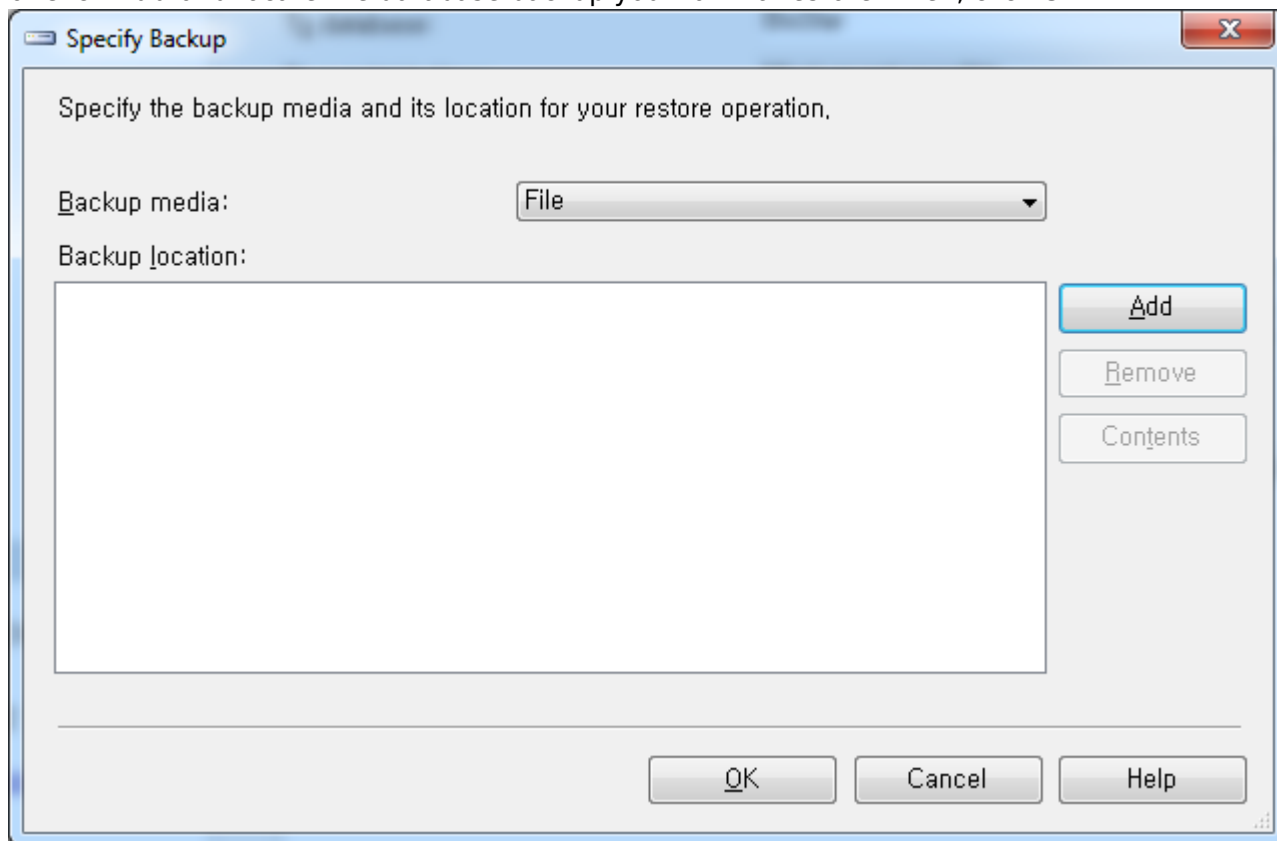 Specify Backup
Specify the backup media and its location for your restore operation,
Backup media:
File
Backup location:
Add
Remove
Contents
OK
Cancel
Help